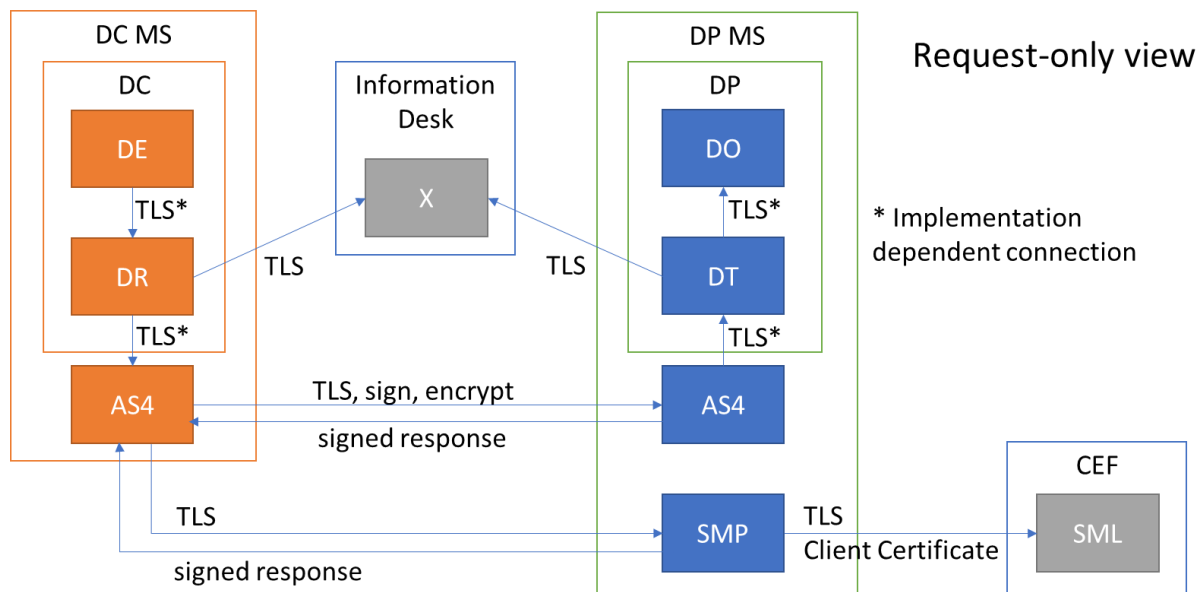 DC MS
DP MS
Request-only view
DC
Information
Desk
DP
DE
X
DO
TLS*
TLS*
* Implementation
dependent connection
DR
TLS
TLS
DT
TLS*
TLS*
AS4
TLS, sign, encrypt
AS4
signed response
CEF
TLS
SMP
TLS
SML
Client Certificate
signed response